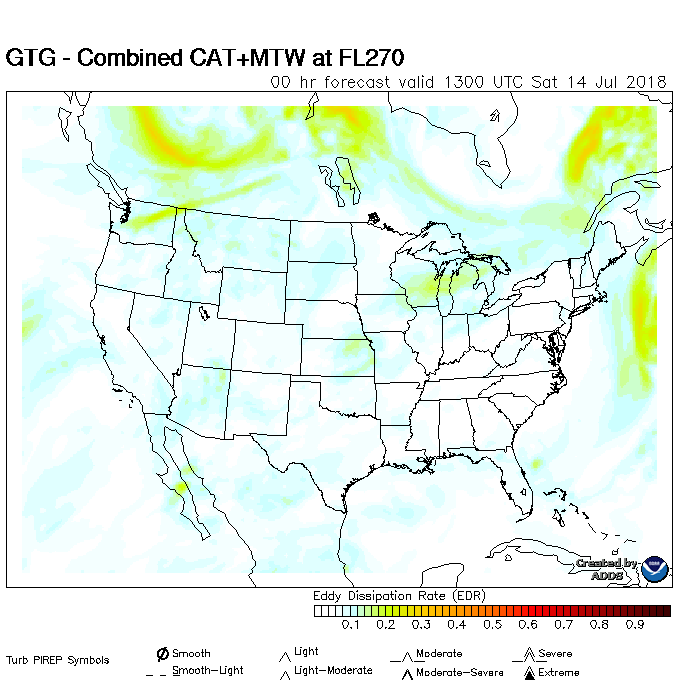 GTG - Combined CAT+MTW at FL270
00 hr forecast valid 1300 UTC Sat 14 Jul 2018
Created by
ADDS
Eddy Dissipation Rate (EDR)
0.1 0.2 0.3 0.4 0.5 0.6 0.7 0.8 0.9
Turb PIREP Symbols
Smooth
Light
Moderate
Severe
Smooth-Light
Light-Moderate
Moderate-Severe
Extreme